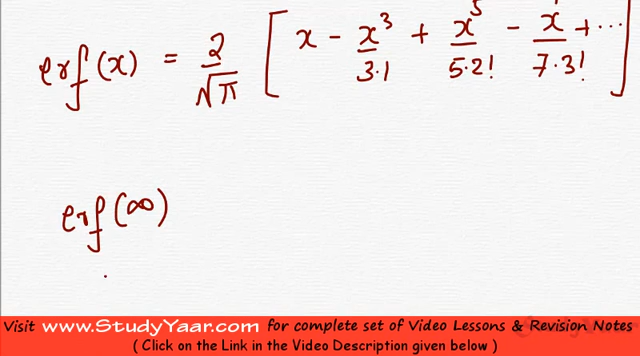 erf(x) = 2/√π [ x - x³/3·1 + x⁵/5·2! - x/7·3! + ··· ]
erf(∞)
Visit www.StudyYaar.com for complete set of Video Lessons & Revision Notes
( Click on the Link in the Video Description given below )